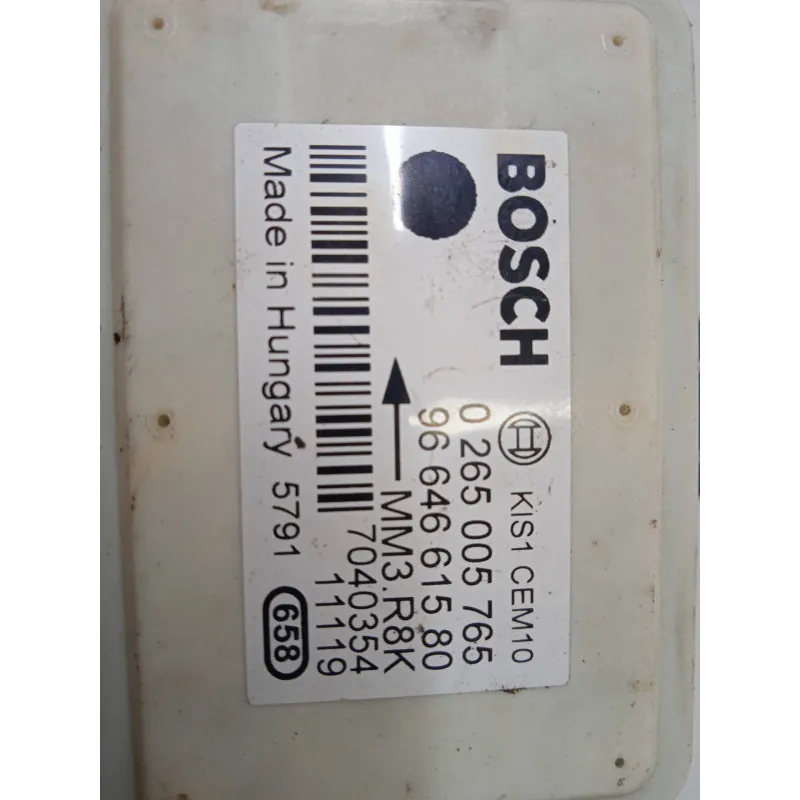 BOSCH
KIS1 CEM10
0 265 005 765
96 646 615 80
MM3.R8K
7040354
11119
Made in Hungary 5791
658